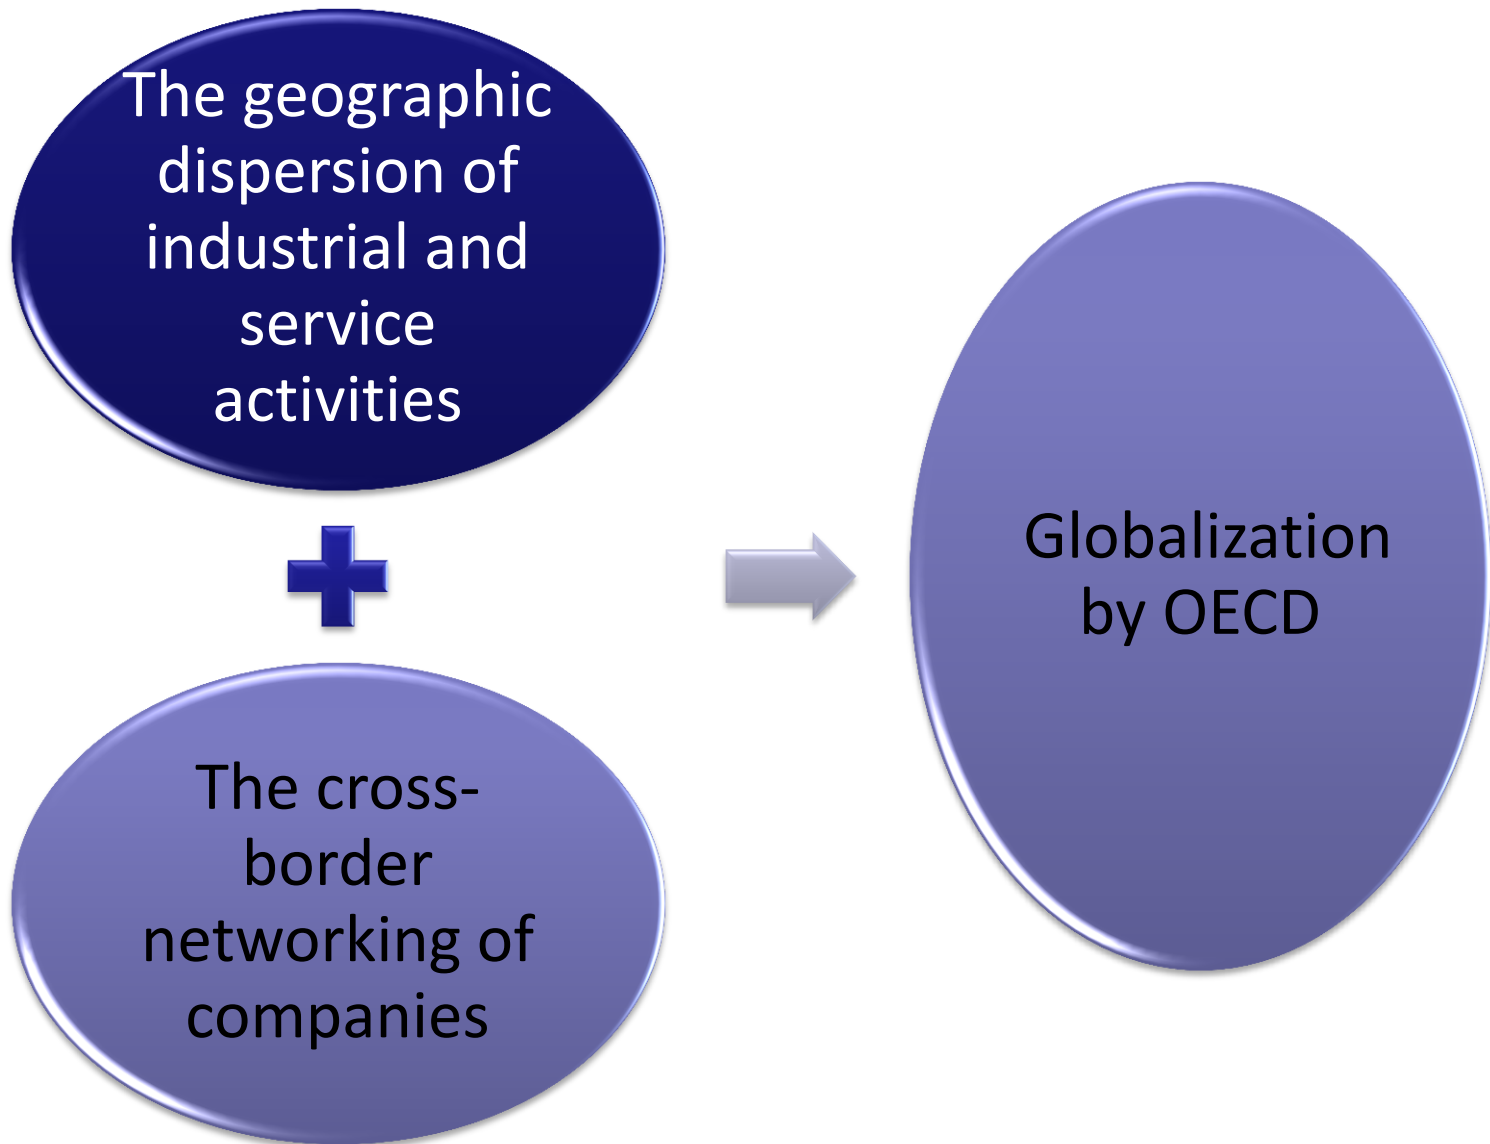 The geographic
dispersion of
industrial and
service
activities
The cross-
border
networking of
companies
Globalization
by OECD